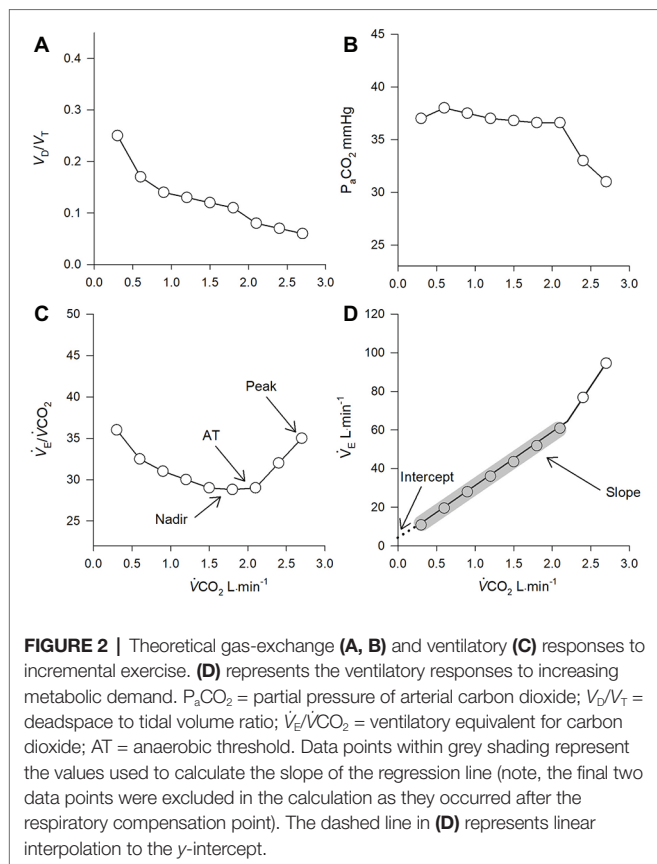 A
0.4
0.3
0.2
0.1
0.0
V_D/V_T
0.0 0.5 1.0 1.5 2.0 2.5 3.0
B
45
40
35
30
25
PₐCO₂ mmHg
0.0 0.5 1.0 1.5 2.0 2.5 3.0
C
50
45
40
35
30
25
V̇_E/V̇CO₂
Peak
AT
Nadir
0.0 0.5 1.0 1.5 2.0 2.5 3.0
V̇CO₂ L.min⁻¹
D
120
100
80
60
40
20
0
V̇_E L.min⁻¹
Intercept
Slope
0.0 0.5 1.0 1.5 2.0 2.5 3.0
V̇CO₂ L.min⁻¹
FIGURE 2 | Theoretical gas-exchange (A, B) and ventilatory (C) responses to
incremental exercise. (D) represents the ventilatory responses to increasing
metabolic demand. PₐCO₂ = partial pressure of arterial carbon dioxide; V_D/V_T =
deadspace to tidal volume ratio; V̇_E/V̇CO₂ = ventilatory equivalent for carbon
dioxide; AT = anaerobic threshold. Data points within grey shading represent
the values used to calculate the slope of the regression line (note, the final two
data points were excluded in the calculation as they occurred after the
respiratory compensation point). The dashed line in (D) represents linear
interpolation to the y-intercept.